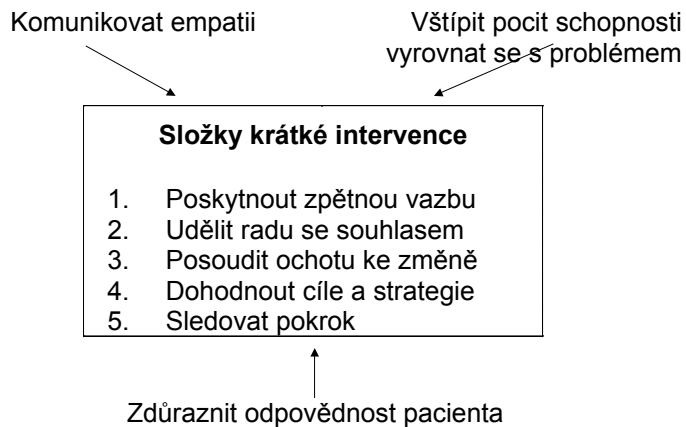 Komunikovat empatii
Vštípit pocit schopnosti
vyrovnat se s problémem
Složky krátké intervence
1. Poskytnout zpětnou vazbu
2. Udělit radu se souhlasem
3. Posoudit ochotu ke změně
4. Dohodnout cíle a strategie
5. Sledovat pokrok
Zdůraznit odpovědnost pacienta